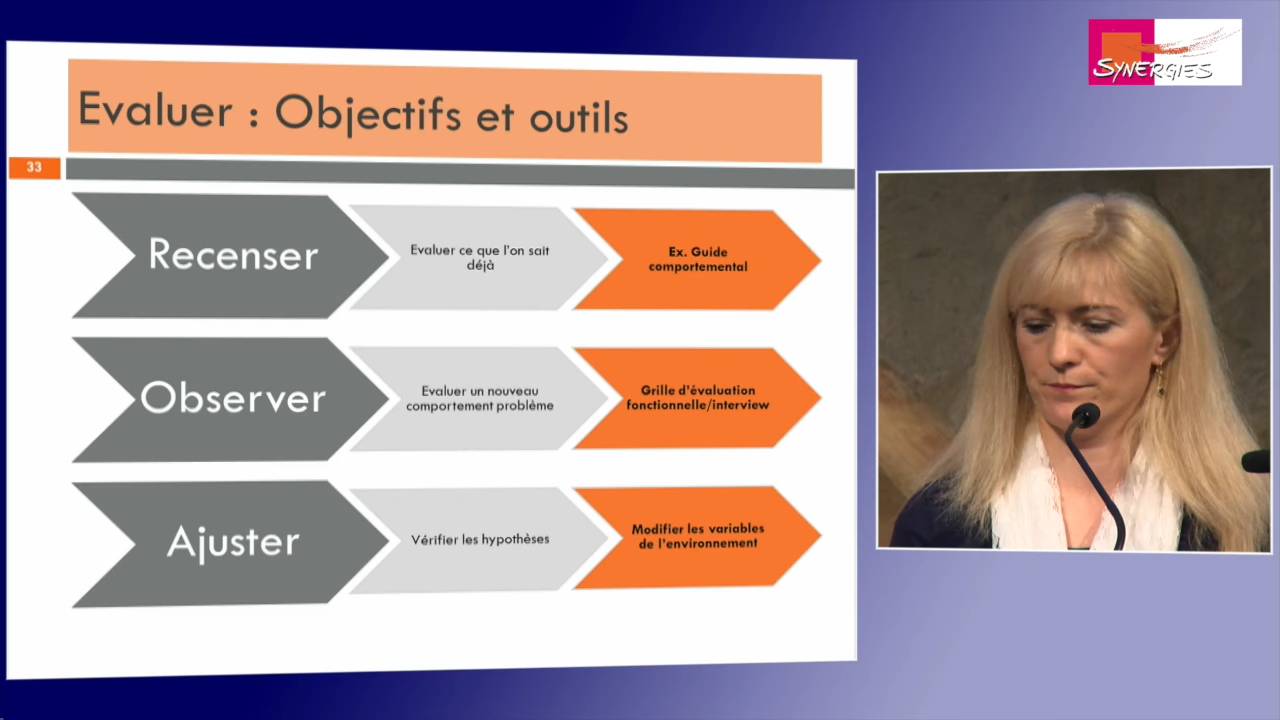 SYNERGIES
Evaluer : Objectifs et outils
33
Recenser
Evaluer ce que l'on sait
déjà
Ex. Guide
comportemental
Observer
Evaluer un nouveau
comportement problème
Grille d'évaluation
fonctionnelle/interview
Ajuster
Vérifier les hypothèses
Modifier les variables
de l'environnement